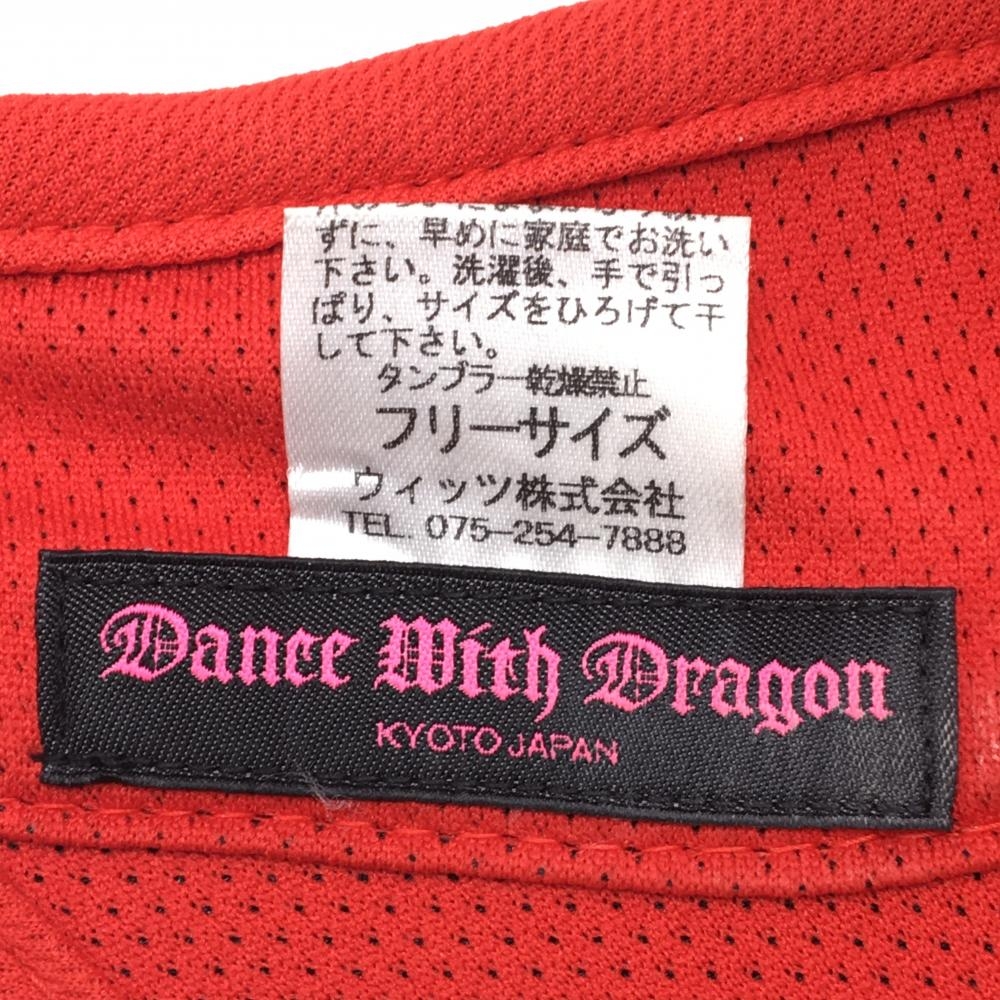 ずに、早めに家庭でお洗い
下さい。洗濯後、手で引っ
ぱり、サイズをひろげて干
して下さい。
タンブラー乾燥禁止
フリーサイズ
ウィッツ株式会社
TEL. 075-254-7888
Dance With Dragon
KYOTO JAPAN